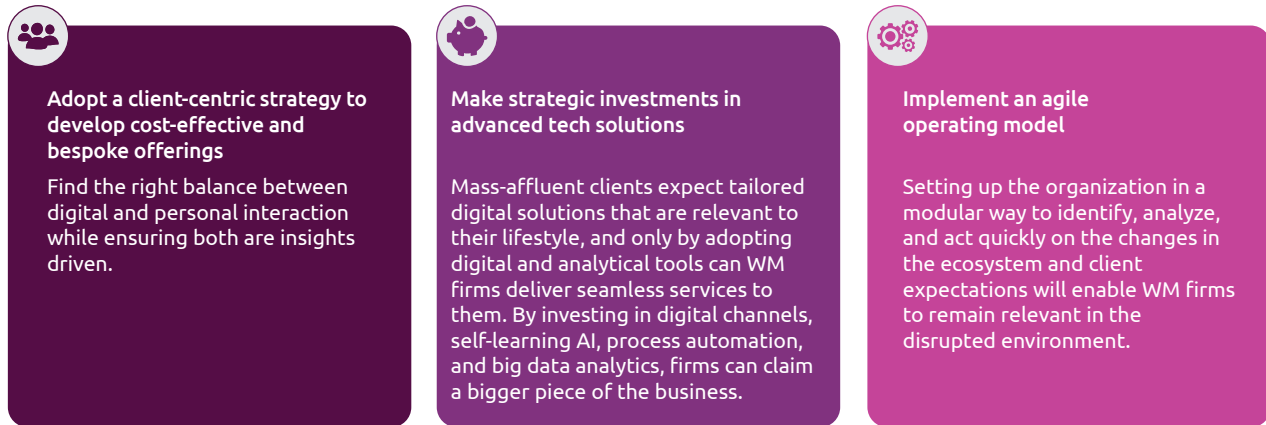 Adopt a client-centric strategy to
develop cost-effective and
bespoke offerings
Find the right balance between
digital and personal interaction
while ensuring both are insights
driven.
Make strategic investments in
advanced tech solutions
Mass-affluent clients expect tailored
digital solutions that are relevant to
their lifestyle, and only by adopting
digital and analytical tools can WM
firms deliver seamless services to
them. By investing in digital channels,
self-learning AI, process automation,
and big data analytics, firms can claim
a bigger piece of the business.
Implement an agile
operating model
Setting up the organization in a
modular way to identify, analyze,
and act quickly on the changes in
the ecosystem and client
expectations will enable WM firms
to remain relevant in the
disrupted environment.